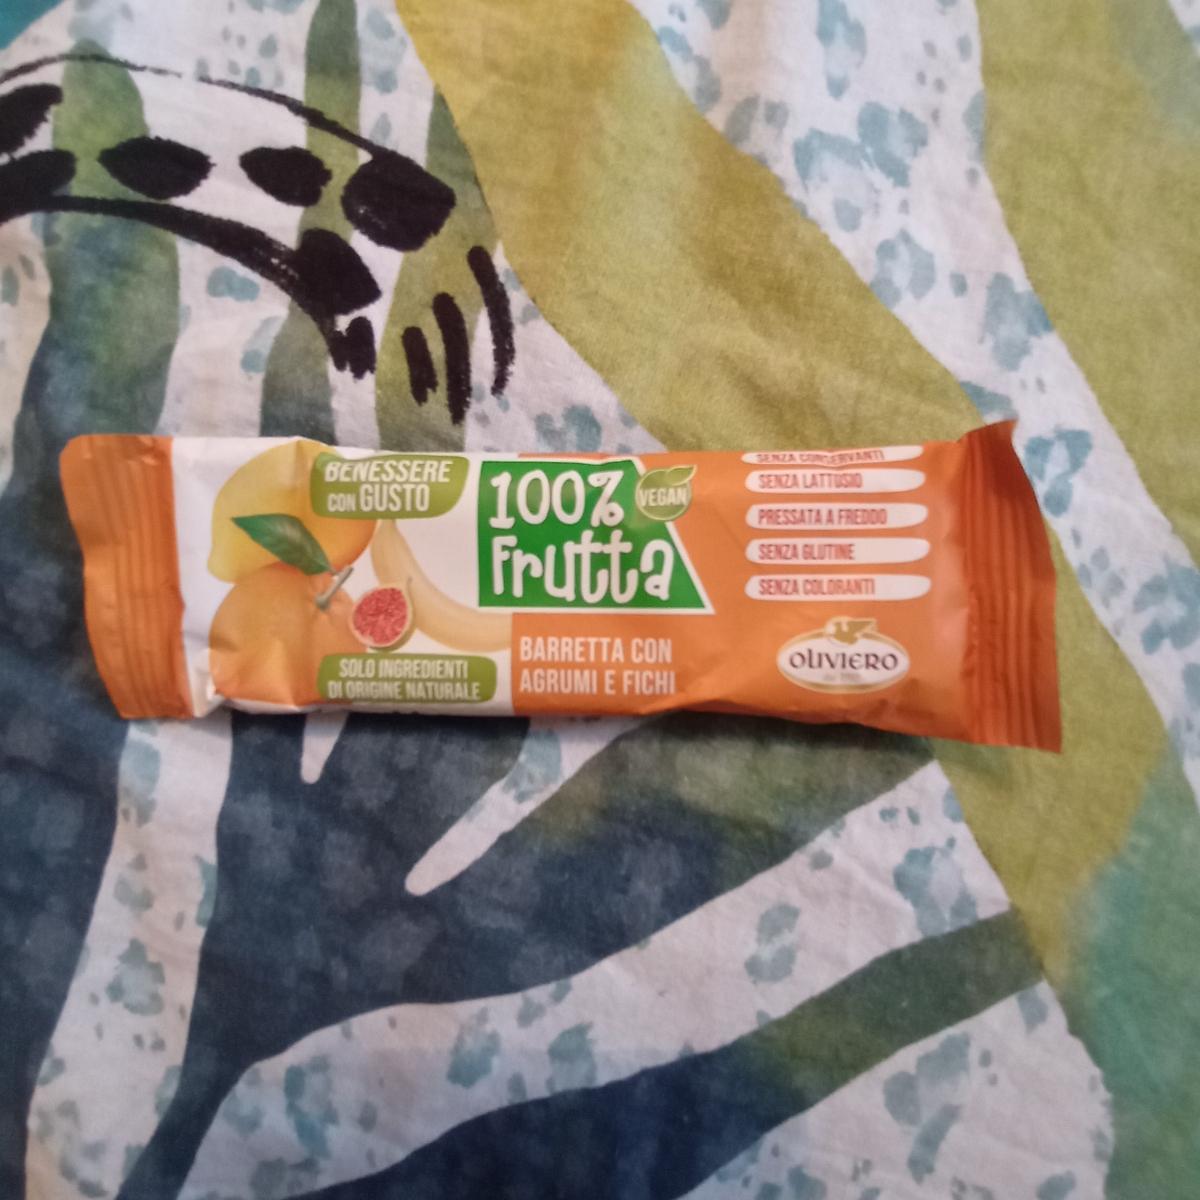 BENESSERE
CON GUSTO
100%
Frutta
VEGAN
SENZA CONSERVANTI
SENZA LATTOSIO
PRESSATA A FREDDO
SENZA GLUTINE
SENZA COLORANTI
SOLO INGREDIENTI
DI ORIGINE NATURALE
BARRETTA CON
AGRUMI E FICHI
OLIVIERO